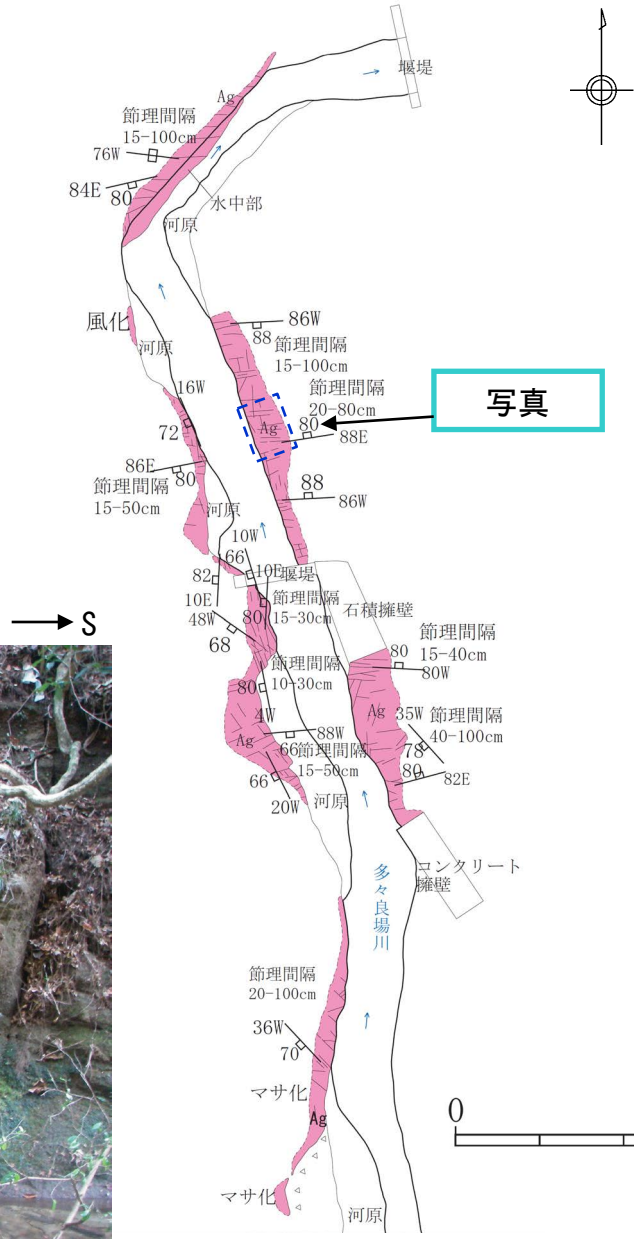 堰堤
Ag
節理間隔
15-100cm
76W
84E
80
水中部
河原
風化
河原
86W
88
節理間隔
15-100cm
節理間隔
20-80cm
80
88E
Ag
写真
16W
72
86E
80
節理間隔
15-50cm
河原
88
86W
10W
66
10E
堰堤
82
10E
48W
68
80
節理間隔
15-30cm
石積擁壁
S
80
節理間隔
15-40cm
80W
節理間隔
10-30cm
80
4W
Ag
88W
66
節理間隔
15-50cm
66
20W
河原
Ag
35W
節理間隔
40-100cm
78
80
82E
コンクリート
擁壁
多々良場川
節理間隔
20-100cm
36W
70
マサ化
Ag
マサ化
河原
0